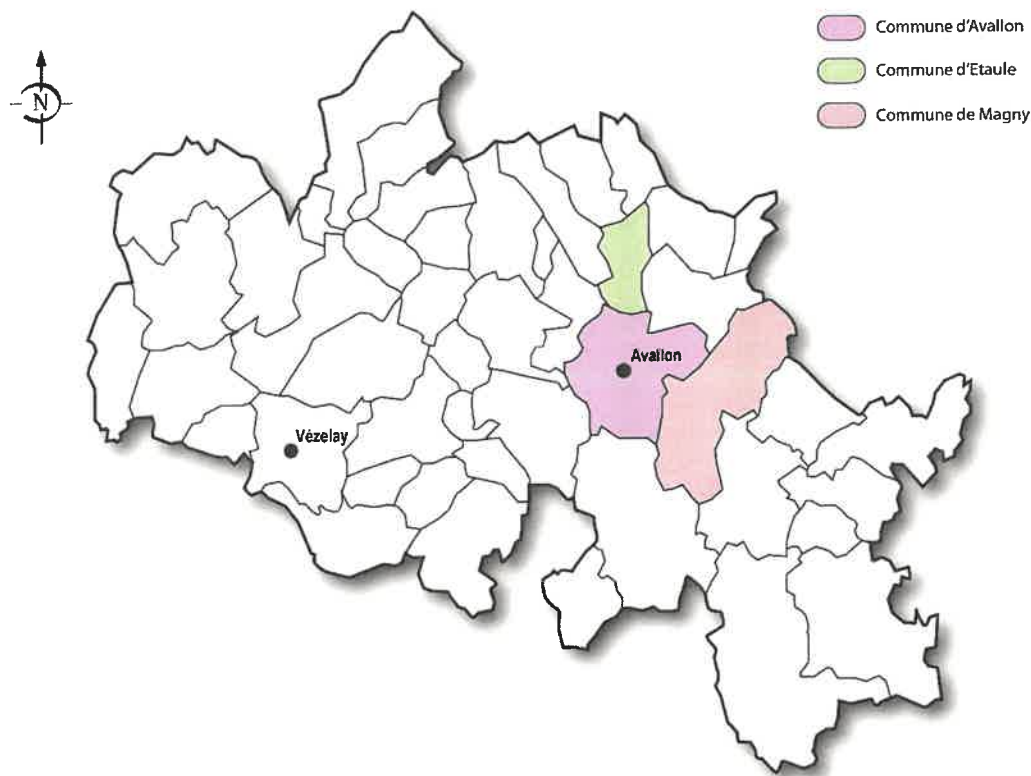 Commune d'Avallon
Commune d'Etaule
Commune de Magny
N
Avallon
Vézelay